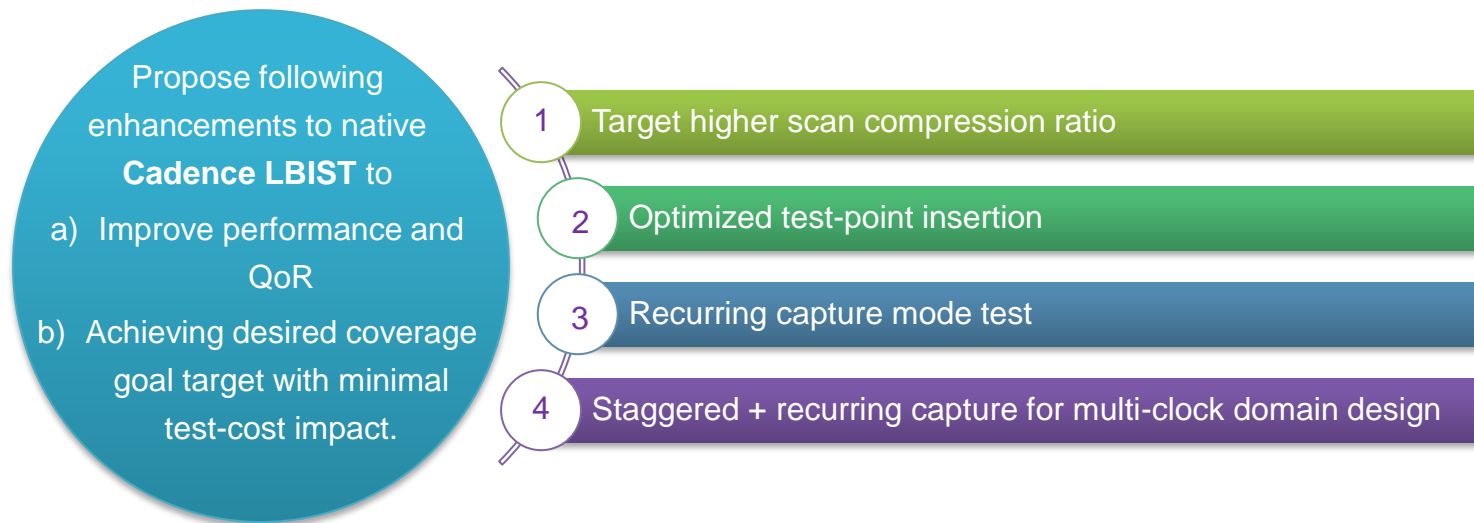 Propose following
enhancements to native
Cadence LBIST to
a) Improve performance and
QoR
b) Achieving desired coverage
goal target with minimal
test-cost impact.
1 Target higher scan compression ratio
2 Optimized test-point insertion
3 Recurring capture mode test
4 Staggered + recurring capture for multi-clock domain design